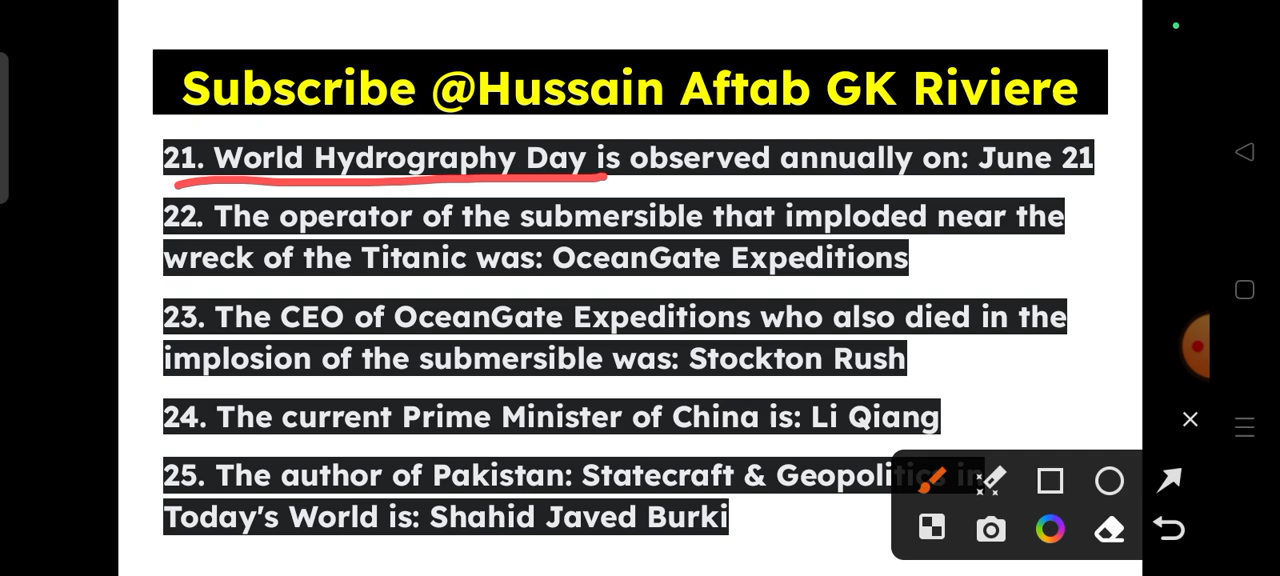 Subscribe @Hussain Aftab GK Riviere
21. World Hydrography Day is observed annually on: June 21
22. The operator of the submersible that imploded near the
wreck of the Titanic was: OceanGate Expeditions
23. The CEO of OceanGate Expeditions who also died in the
implosion of the submersible was: Stockton Rush
24. The current Prime Minister of China is: Li Qiang
25. The author of Pakistan: Statecraft & Geopolitics in
Today's World is: Shahid Javed Burki